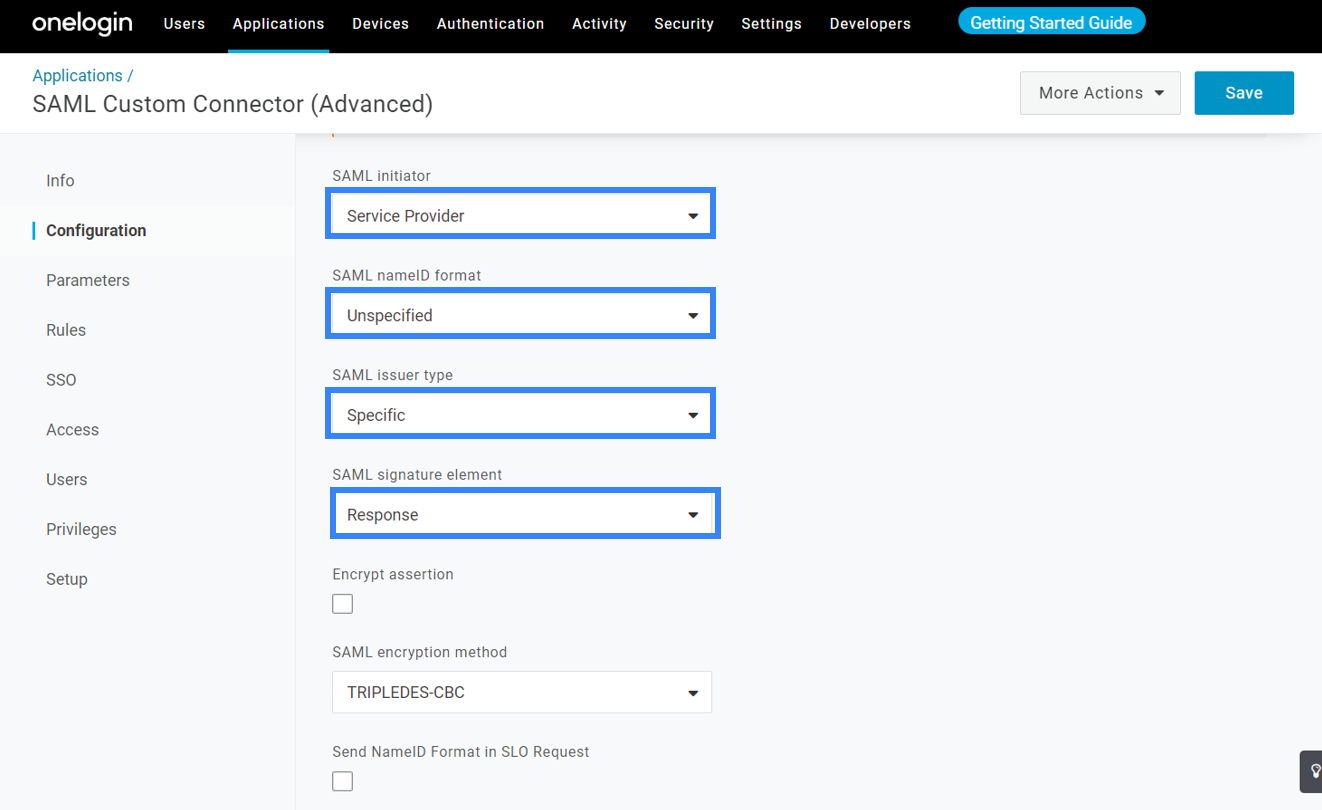 onelogin Users Applications Devices Authentication Activity Security Settings Developers Getting Started Guide
Applications /
SAML Custom Connector (Advanced)
More Actions
Save
Info
Configuration
Parameters
Rules
SSO
Access
Users
Privileges
Setup
SAML initiator
Service Provider
SAML nameID format
Unspecified
SAML issuer type
Specific
SAML signature element
Response
Encrypt assertion
SAML encryption method
TRIPLEDES-CBC
Send NameID Format in SLO Request